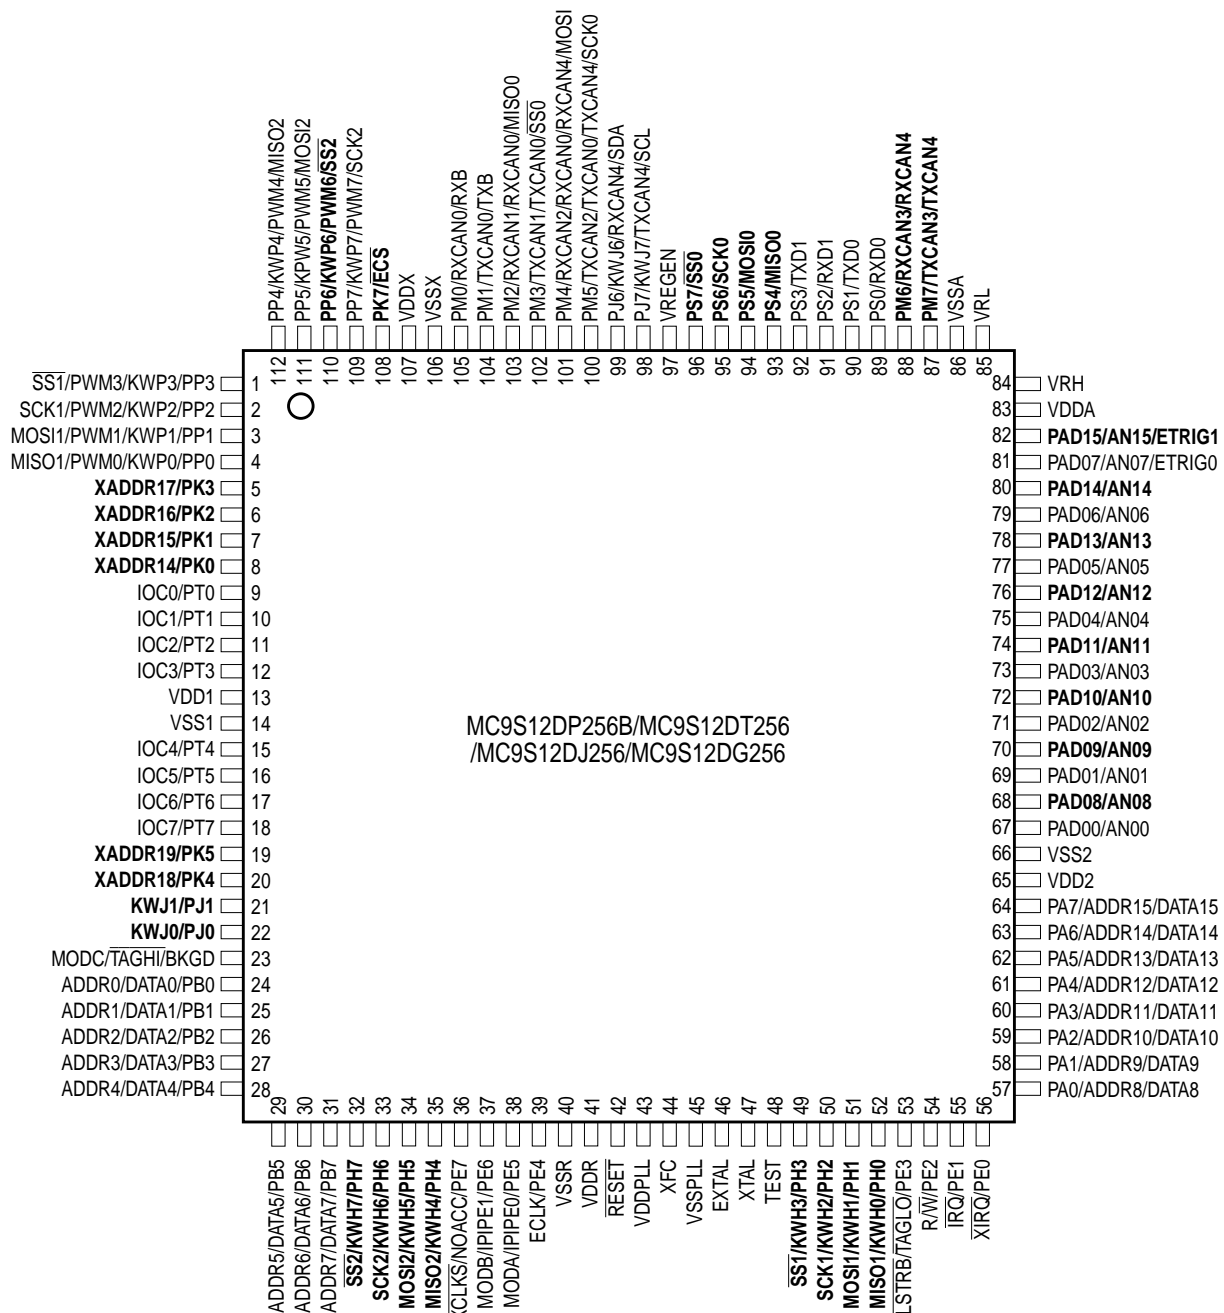 PP4/KWP4/PWM4/MISO2
PP5/KPW5/PWM5/MOSI2
PP6/KWP6/PWM6/SS2
PP7/KWP7/PWM7/SCK2
PK7/ECS
VDDX
VSSX
PM0/RXCAN0/RXB
PM1/TXCAN0/TXB
PM2/RXCAN1/RXCAN0/MISO0
PM3/TXCAN1/TXCAN0/SS0
PM4/RXCAN2/RXCAN0/RXCAN4/MOSI
PM5/TXCAN2/TXCAN0/TXCAN4/SCK0
PJ6/KWJ6/RXCAN4/SDA
PJ7/KWJ7/TXCAN4/SCL
VREGEN
PS7/SS0
PS6/SCK0
PS5/MOSI0
PS4/MISO0
PS3/TXD1
PS2/RXD1
PS1/TXD0
PS0/RXD0
PM6/RXCAN3/RXCAN4
PM7/TXCAN3/TXCAN4
VSSA
VRL
112 111 110 109 108 107 106 105 104 103 102 101 100 99 98 97 96 95 94 93 92 91 90 89 88 87 86 85
SS1/PWM3/KWP3/PP3 1
SCK1/PWM2/KWP2/PP2 2
MOSI1/PWM1/KWP1/PP1 3
MISO1/PWM0/KWP0/PP0 4
XADDR17/PK3 5
XADDR16/PK2 6
XADDR15/PK1 7
XADDR14/PK0 8
IOC0/PT0 9
IOC1/PT1 10
IOC2/PT2 11
IOC3/PT3 12
VDD1 13
VSS1 14
IOC4/PT4 15
IOC5/PT5 16
IOC6/PT6 17
IOC7/PT7 18
XADDR19/PK5 19
XADDR18/PK4 20
KWJ1/PJ1 21
KWJ0/PJ0 22
MODC/TAGHI/BKGD 23
ADDR0/DATA0/PB0 24
ADDR1/DATA1/PB1 25
ADDR2/DATA2/PB2 26
ADDR3/DATA3/PB3 27
ADDR4/DATA4/PB4 28
MC9S12DP256B/MC9S12DT256
/MC9S12DJ256/MC9S12DG256
84 VRH
83 VDDA
82 PAD15/AN15/ETRIG1
81 PAD07/AN07/ETRIG0
80 PAD14/AN14
79 PAD06/AN06
78 PAD13/AN13
77 PAD05/AN05
76 PAD12/AN12
75 PAD04/AN04
74 PAD11/AN11
73 PAD03/AN03
72 PAD10/AN10
71 PAD02/AN02
70 PAD09/AN09
69 PAD01/AN01
68 PAD08/AN08
67 PAD00/AN00
66 VSS2
65 VDD2
64 PA7/ADDR15/DATA15
63 PA6/ADDR14/DATA14
62 PA5/ADDR13/DATA13
61 PA4/ADDR12/DATA12
60 PA3/ADDR11/DATA11
59 PA2/ADDR10/DATA10
58 PA1/ADDR9/DATA9
57 PA0/ADDR8/DATA8
29 30 31 32 33 34 35 36 37 38 39 40 41 42 43 44 45 46 47 48 49 50 51 52 53 54 55 56
ADDR5/DATA5/PB5
ADDR6/DATA6/PB6
ADDR7/DATA7/PB7
SS2/KWH7/PH7
SCK2/KWH6/PH6
MOSI2/KWH5/PH5
MISO2/KWH4/PH4
XCLKS/NOACC/PE7
MODB/IPIPE1/PE6
MODA/IPIPE0/PE5
ECLK/PE4
VSSR
VDDR
RESET
VDDPLL
XFC
VSSPLL
EXTAL
XTAL
TEST
SS1/KWH3/PH3
SCK1/KWH2/PH2
MOSI1/KWH1/PH1
MISO1/KWH0/PH0
LSTRB/TAGLO/PE3
R/W/PE2
IRQ/PE1
XIRQ/PE0